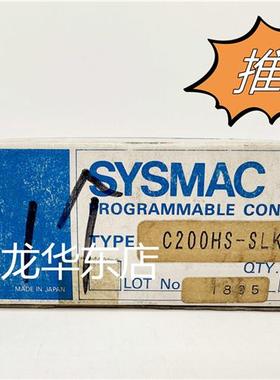 推
SYSMAC
PROGRAMMABLE CON
TYPE C200HS-SLK
龙华东店
QTY.
MADE IN JAPAN
LOT No 1895